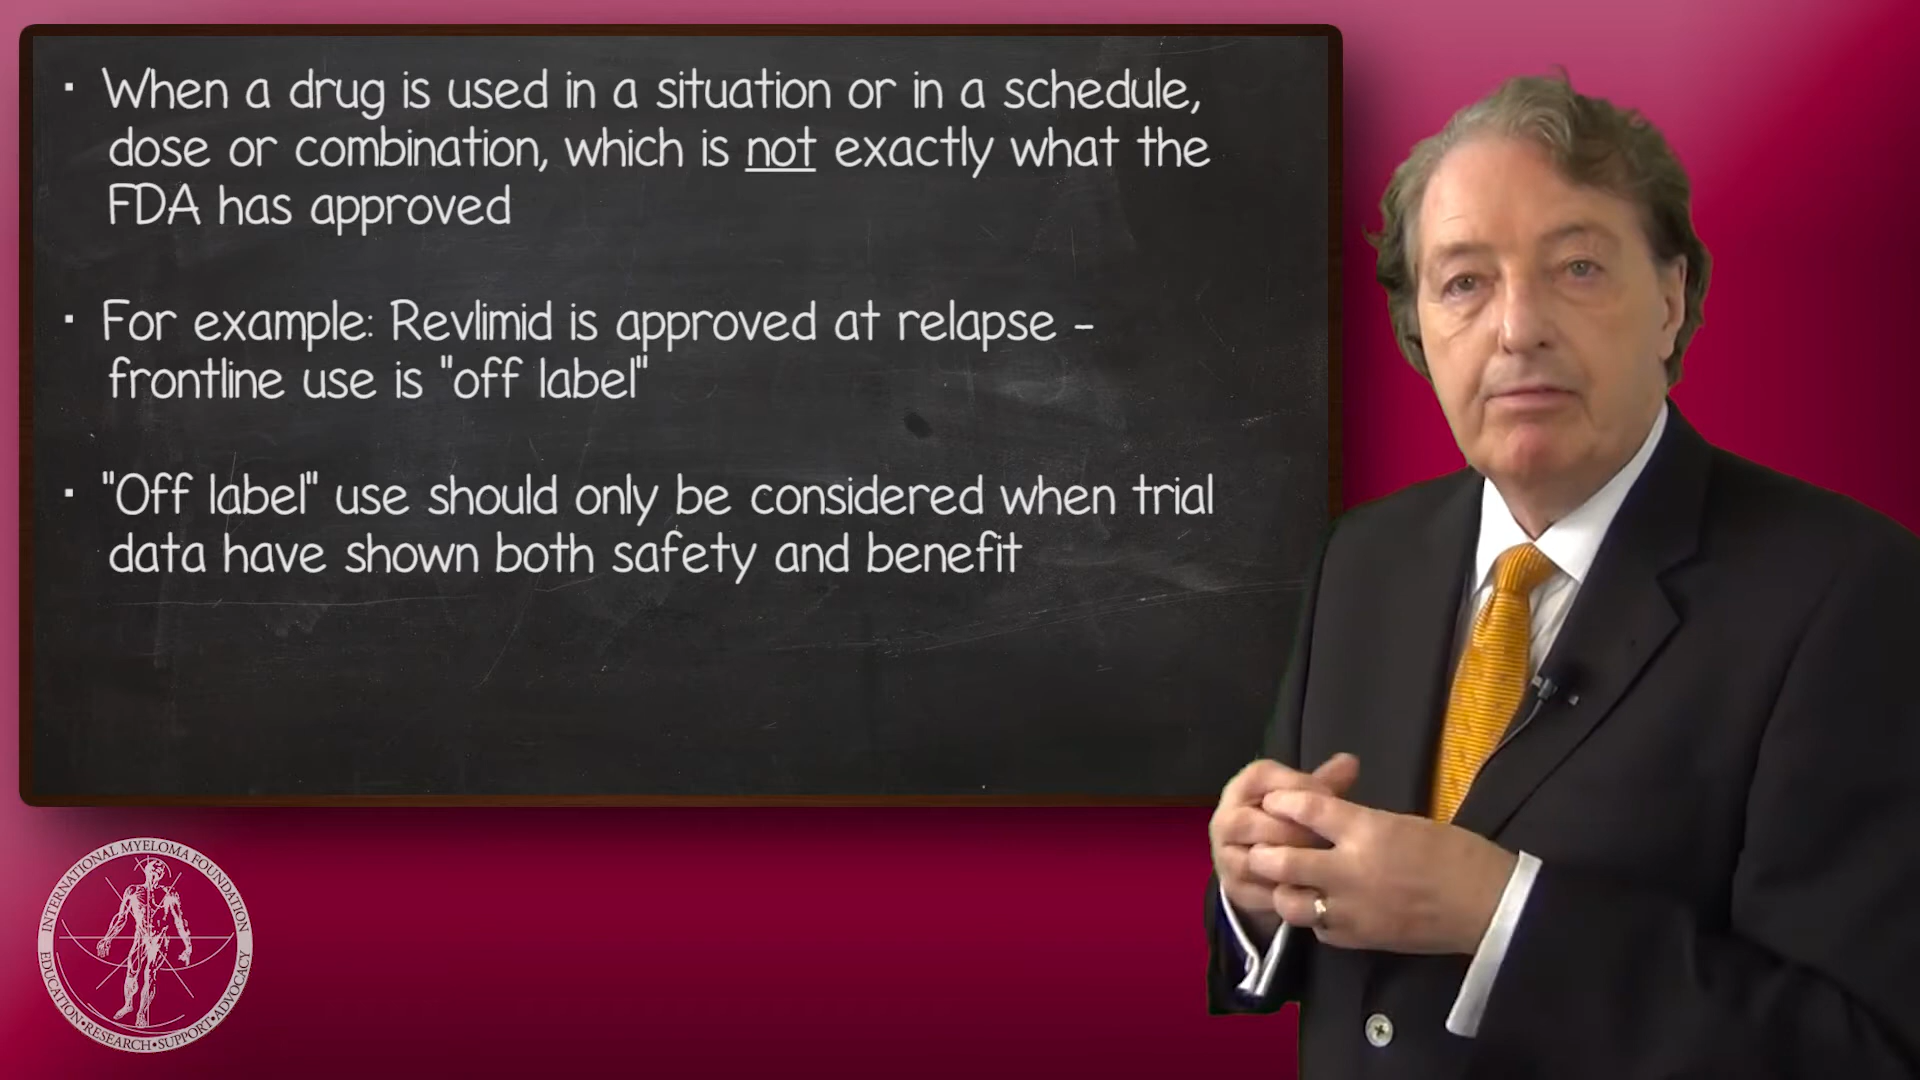 · When a drug is used in a situation or in a schedule,
dose or combination, which is not exactly what the
FDA has approved
· For example: Revlimid is approved at relapse –
frontline use is "off label"
· "Off label" use should only be considered when trial
data have shown both safety and benefit
INTERNATIONAL MYELOMA FOUNDATION
EDUCATION•RESEARCH•SUPPORT•ADVOCACY